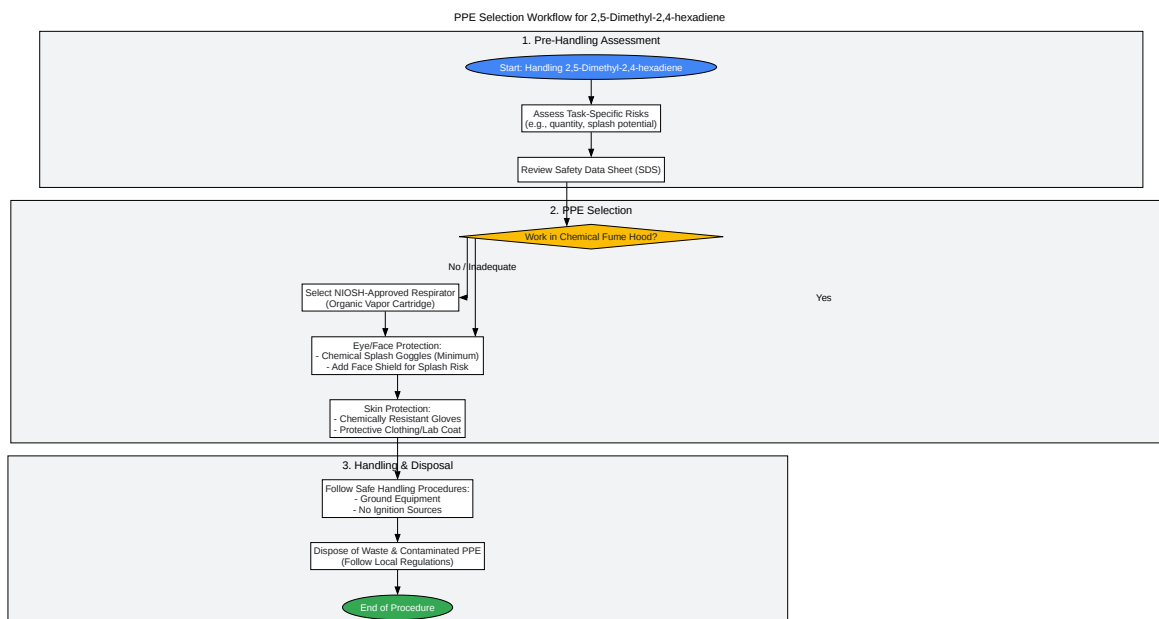 PPE Selection Workflow for 2,5-Dimethyl-2,4-hexadiene
1. Pre-Handling Assessment
Start: Handling 2,5-Dimethyl-2,4-hexadiene
Assess Task-Specific Risks
(e.g., quantity, splash potential)
Review Safety Data Sheet (SDS)
2. PPE Selection
Work in Chemical Fume Hood?
No / Inadequate
Select NIOSH-Approved Respirator
(Organic Vapor Cartridge)
Yes
Eye/Face Protection:
- Chemical Splash Goggles (Minimum)
- Add Face Shield for Splash Risk
Skin Protection:
- Chemically Resistant Gloves
- Protective Clothing/Lab Coat
3. Handling & Disposal
Follow Safe Handling Procedures:
- Ground Equipment
- No Ignition Sources
Dispose of Waste & Contaminated PPE
(Follow Local Regulations)
End of Procedure